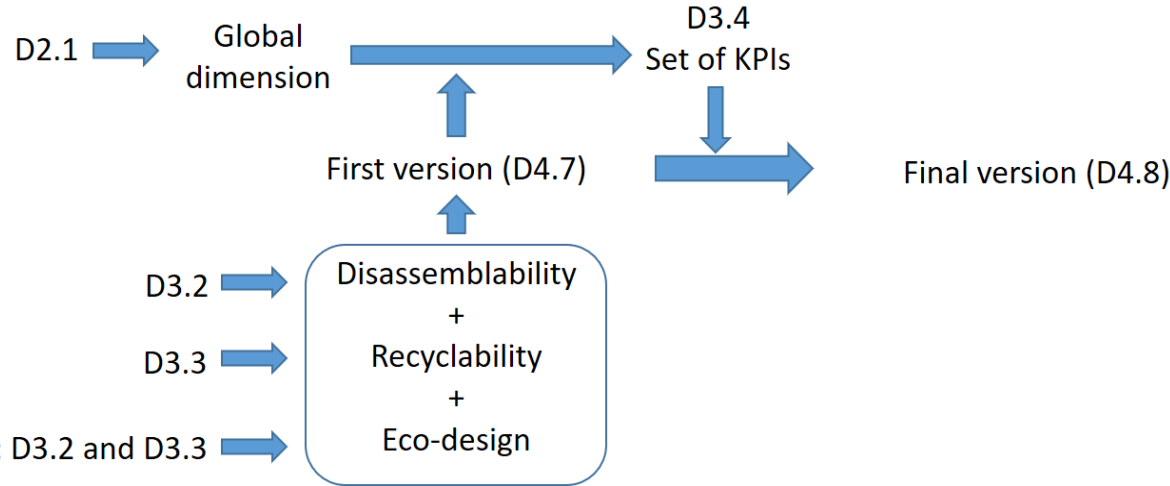 D2.1
Global
dimension
D3.4
Set of KPIs
First version (D4.7)
Final version (D4.8)
D3.2
Disassemblability
+
D3.3
Recyclability
+
: D3.2 and D3.3
Eco-design